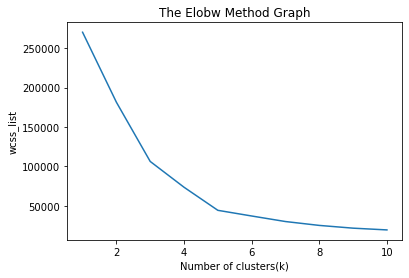 The Elobw Method Graph
wcss_list
250000
200000
150000
100000
50000
2 4 6 8 10
Number of clusters(k)